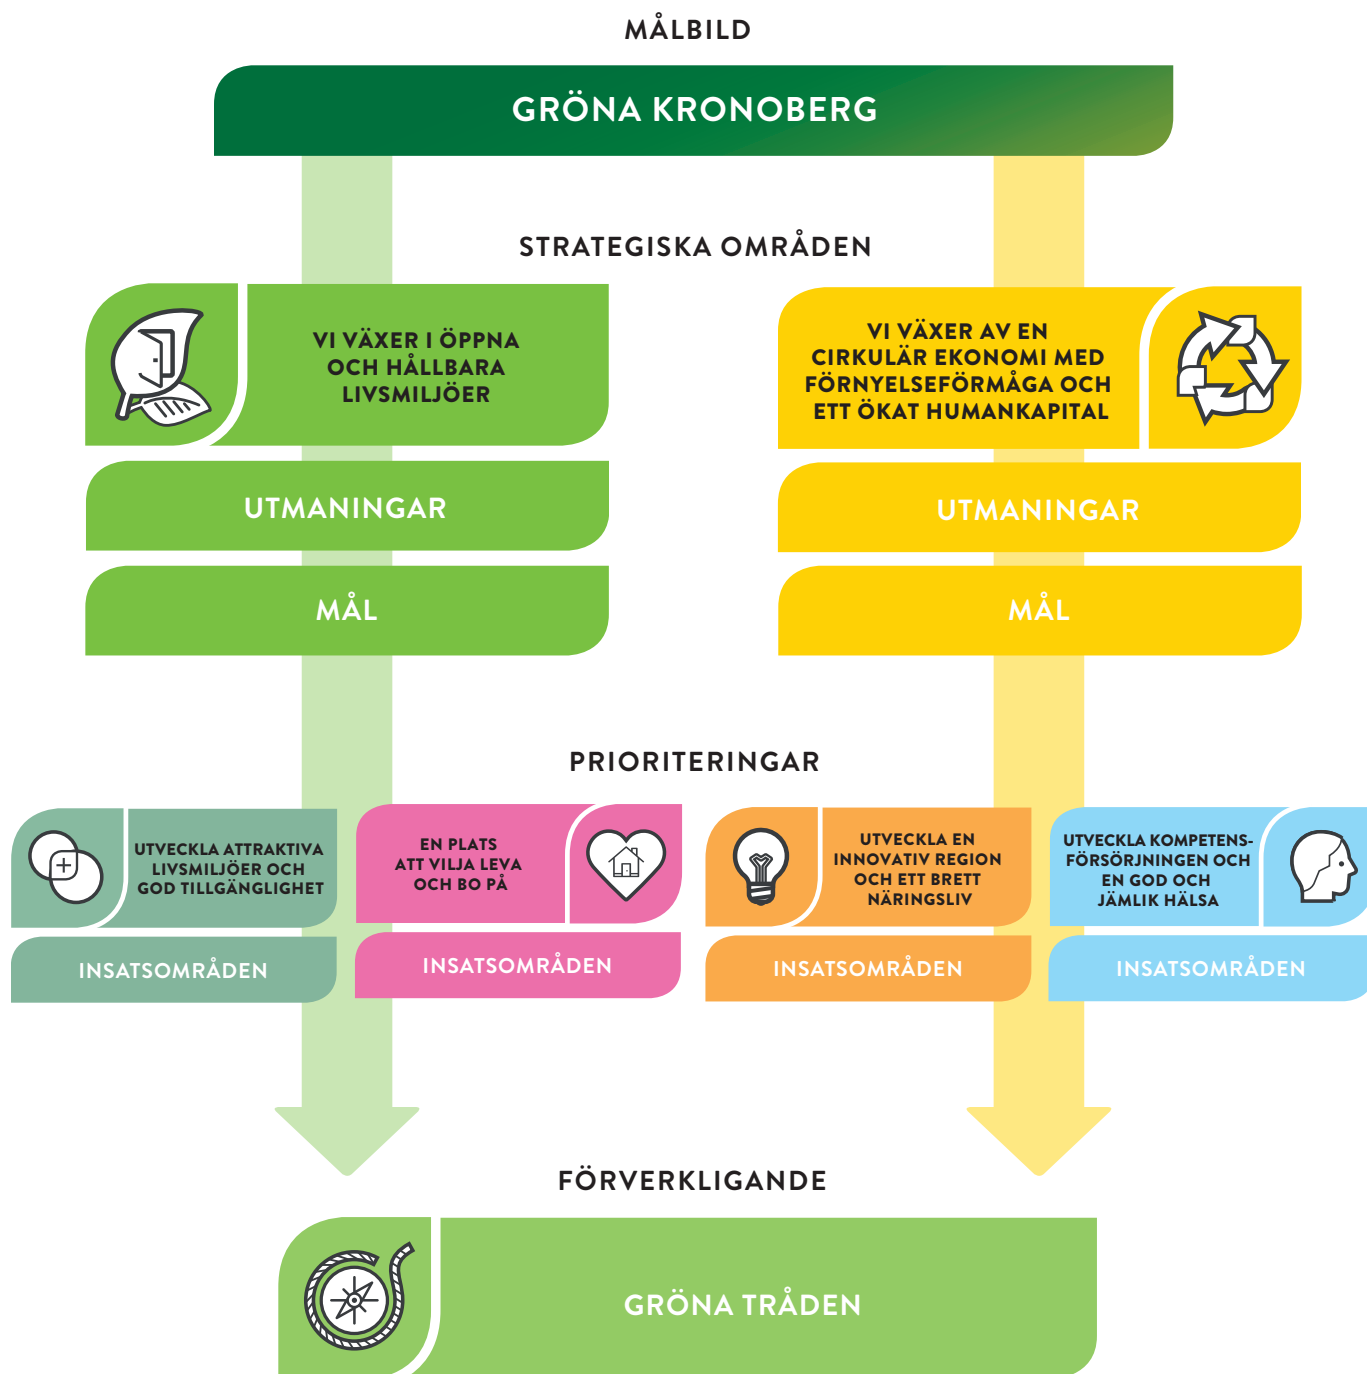 MÅLBILD
GRÖNA KRONOBERG
STRATEGISKA OMRÅDEN
VI VÄXER I ÖPPNA
OCH HÅLLBARA
LIVSMILJÖER
UTMANINGAR
MÅL
VI VÄXER AV EN
CIRKULÄR EKONOMI MED
FÖRNYELSEFÖRMÅGA OCH
ETT ÖKAT HUMANKAPITAL
UTMANINGAR
MÅL
PRIORITERINGAR
UTVECKLA ATTRAKTIVA
LIVSMILJÖER OCH
GOD TILLGÄNGLIGHET
INSATSOMRÅDEN
EN PLATS
ATT VILJA LEVA
OCH BO PÅ
INSATSOMRÅDEN
UTVECKLA EN
INNOVATIV REGION
OCH ETT BRETT
NÄRINGSLIV
INSATSOMRÅDEN
UTVECKLA KOMPETENS-
FÖRSÖRJNINGEN OCH
EN GOD OCH
JÄMLIK HÄLSA
INSATSOMRÅDEN
FÖRVERKLIGANDE
GRÖNA TRÅDEN